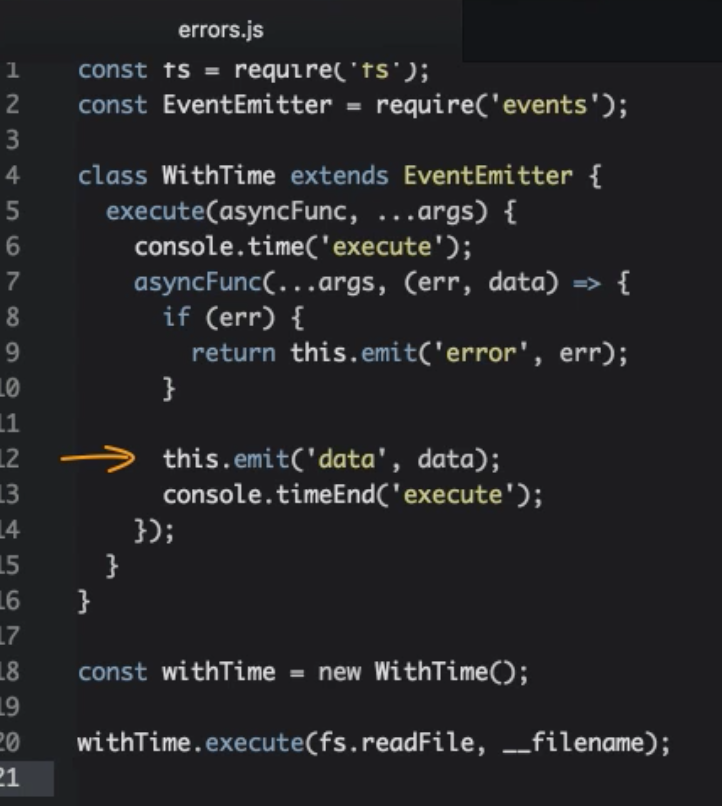 errors.js
1 const fs = require('fs');
2 const EventEmitter = require('events');
3
4 class WithTime extends EventEmitter {
5 execute(asyncFunc, ...args) {
6 console.time('execute');
7 asyncFunc(...args, (err, data) => {
8 if (err) {
9 return this.emit('error', err);
10 }
11
12 this.emit('data', data);
13 console.timeEnd('execute');
14 });
15 }
16 }
17
18 const withTime = new WithTime();
19
20 withTime.execute(fs.readFile, __filename);
21